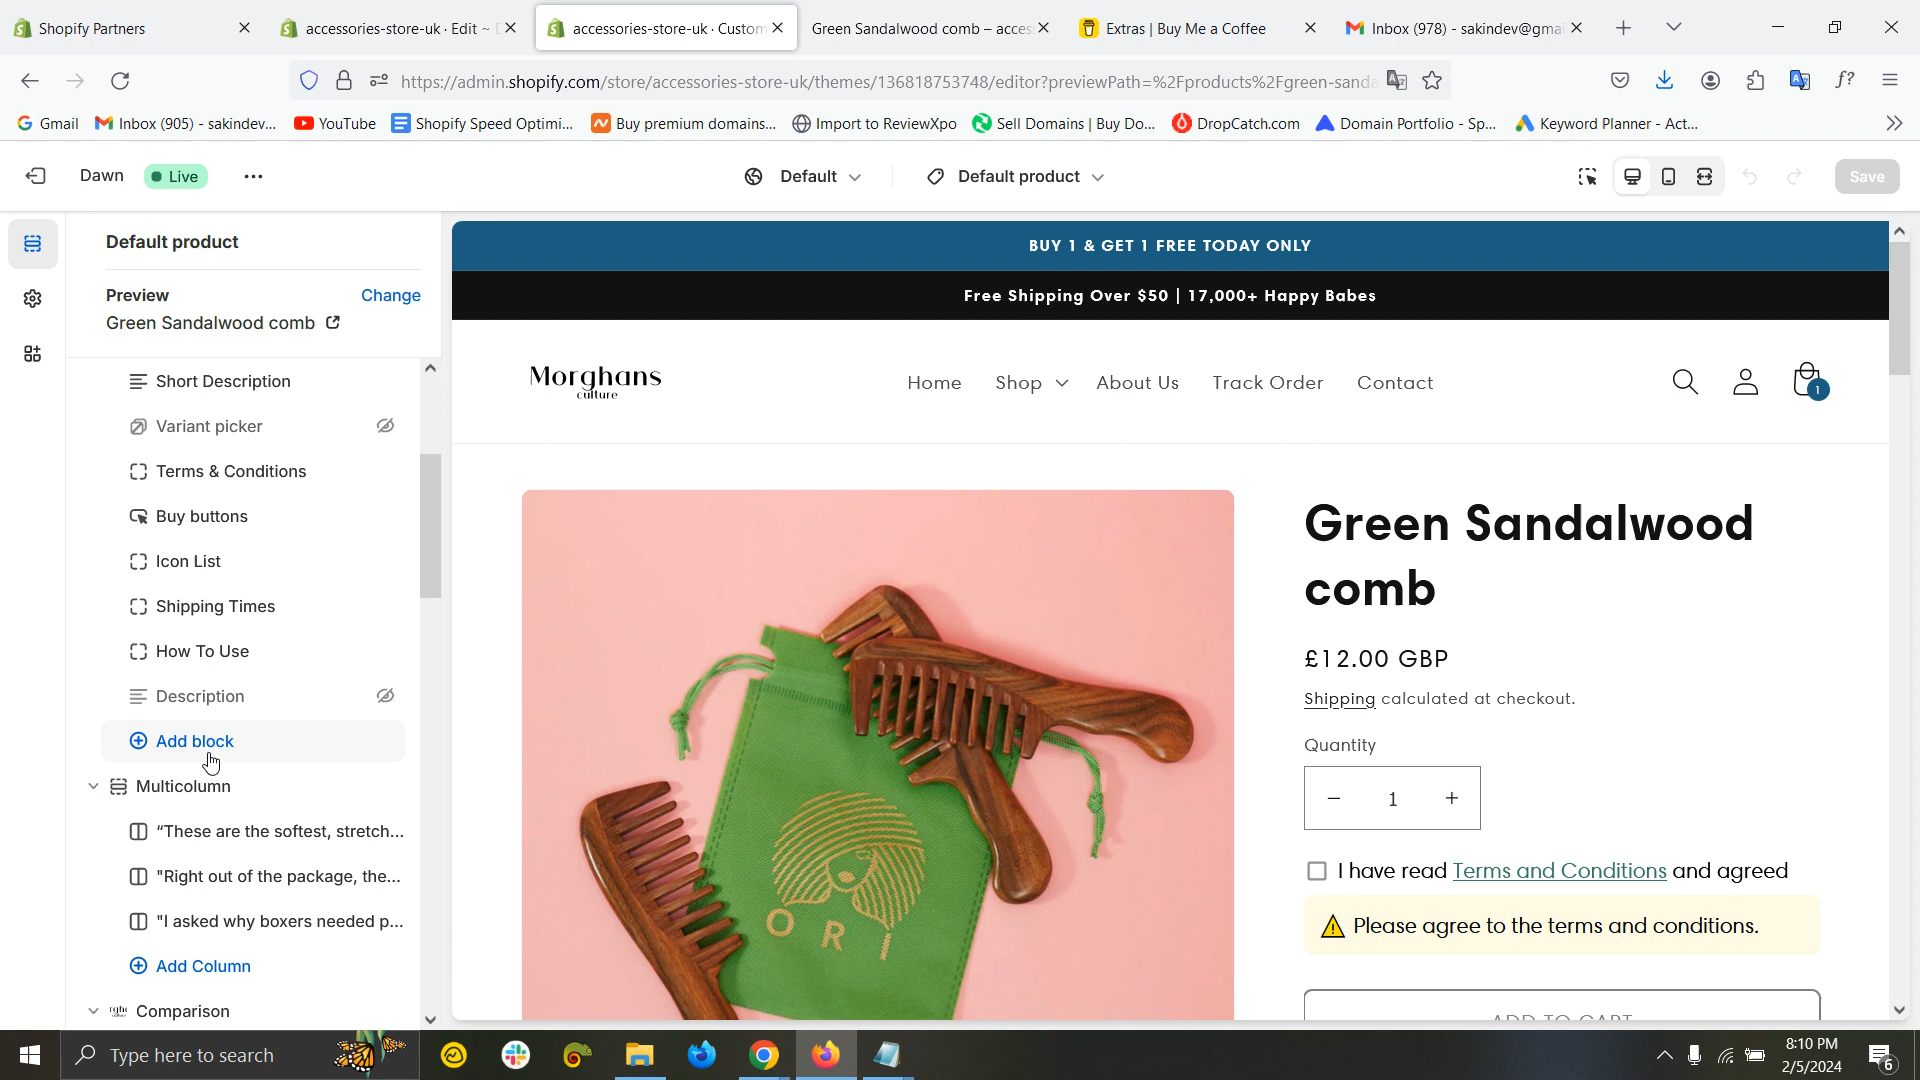 Shopify Partners
accessories-store-uk · Edit ~
accessories-store-uk · Custom
Green Sandalwood comb – acces
Extras | Buy Me a Coffee
Inbox (978) - sakindev@gmai
https://admin.shopify.com/store/accessories-store-uk/themes/136818753748/editor?previewPath=%2Fproducts%2Fgreen-sanda
Gmail
Inbox (905) - sakindev...
YouTube
Shopify Speed Optimi...
Buy premium domains...
Import to ReviewXpo
Sell Domains | Buy Do...
DropCatch.com
Domain Portfolio - Sp...
Keyword Planner - Act...
Dawn
Live
Default
Default product
Save
Default product
Preview
Change
Green Sandalwood comb
Short Description
Variant picker
Terms & Conditions
Buy buttons
Icon List
Shipping Times
How To Use
Description
Add block
Multicolumn
“These are the softest, stretch...
"Right out of the package, the...
"I asked why boxers needed p...
Add Column
Comparison
BUY 1 & GET 1 FREE TODAY ONLY
Free Shipping Over $50 | 17,000+ Happy Babes
Morghans
culture
Home
Shop
About Us
Track Order
Contact
1
ORI
Green Sandalwood
comb
£12.00 GBP
Shipping calculated at checkout.
Quantity
− 1 +
I have read Terms and Conditions and agreed
Please agree to the terms and conditions.
ADD TO CART
Type here to search
8:10 PM
2/5/2024
6